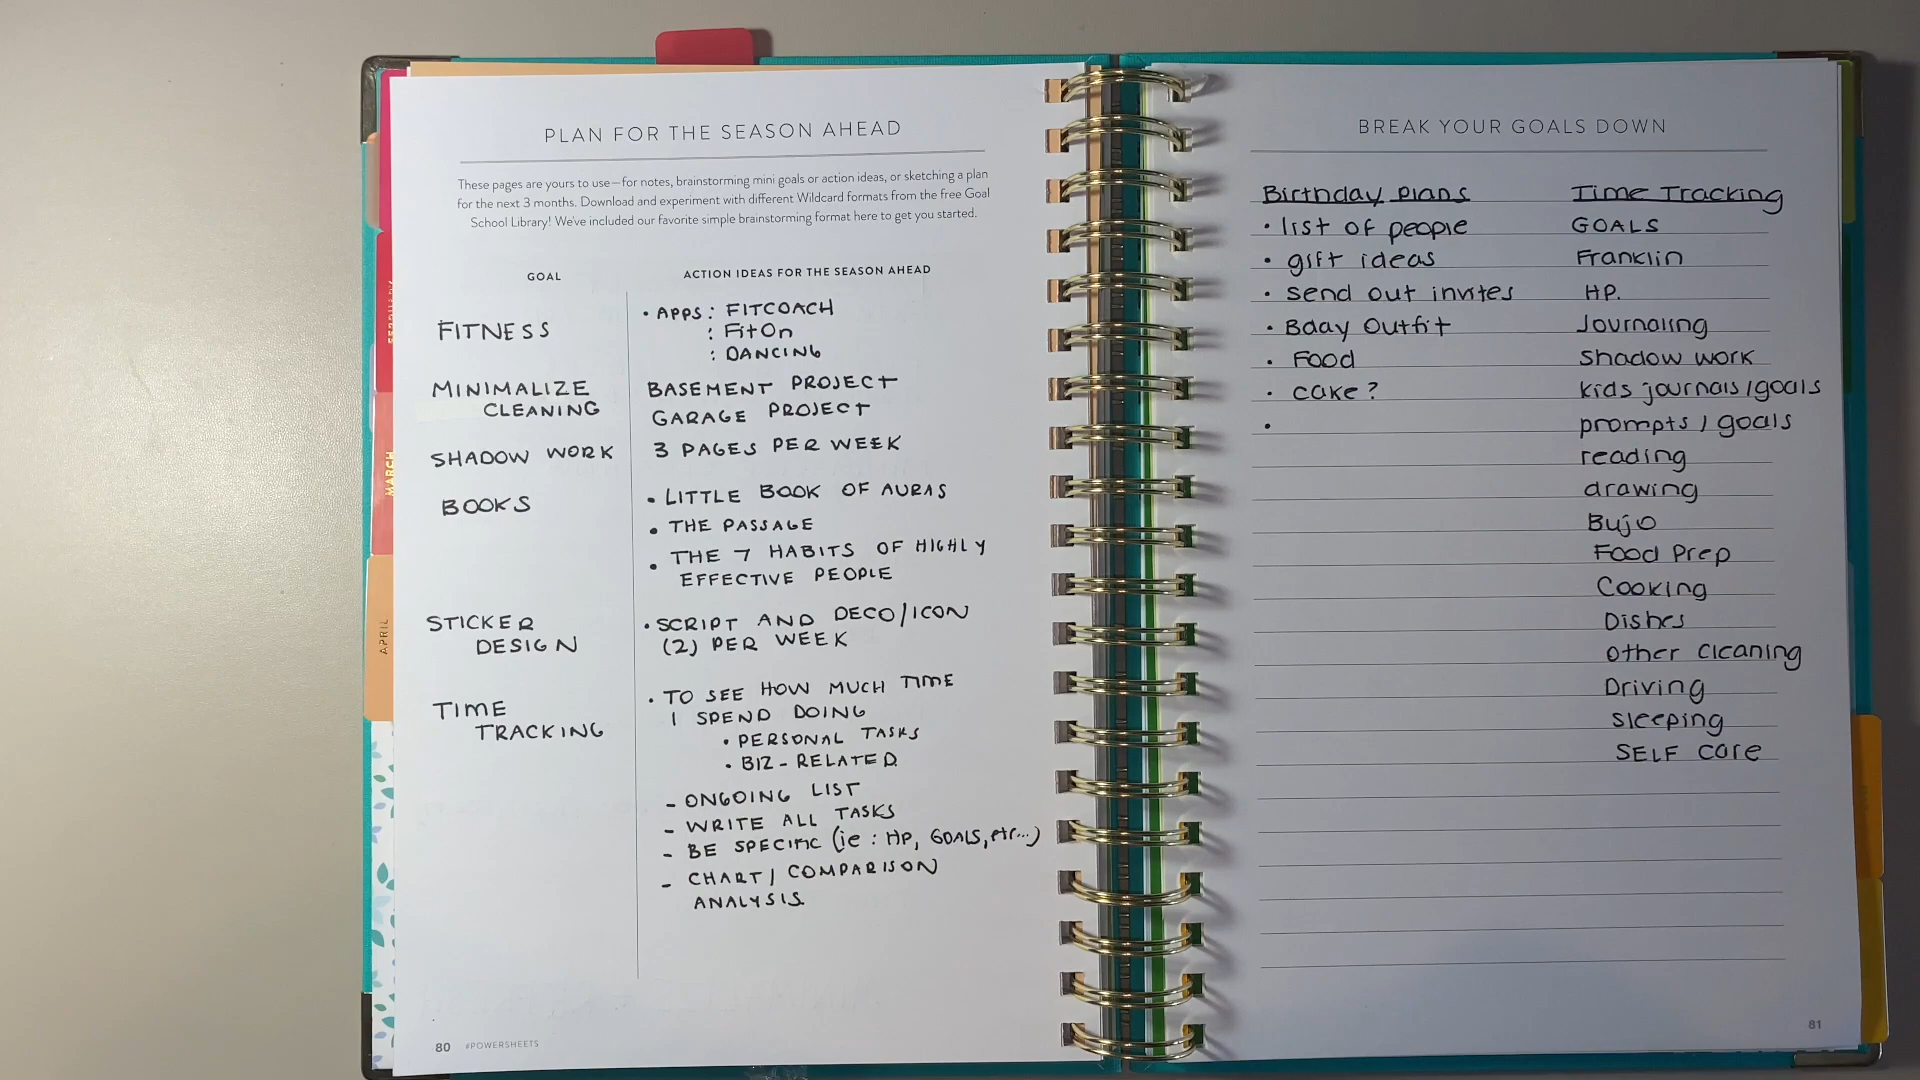 PLAN FOR THE SEASON AHEAD
These pages are yours to use—for notes, brainstorming mini goals or action ideas, or sketching a plan
for the next 3 months. Download and experiment with different Wildcard formats from the free Goal
School Library! We've included our favorite simple brainstorming format here to get you started.
GOAL
ACTION IDEAS FOR THE SEASON AHEAD
FITNESS
• APPS : FITCOACH
: FitOn
: DANCING
MINIMALIZE
CLEANING
BASEMENT PROJECT
GARAGE PROJECT
SHADOW WORK
3 PAGES PER WEEK
BOOKS
• LITTLE BOOK OF AURAS
• THE PASSAGE
• THE 7 HABITS OF HIGHLY
EFFECTIVE PEOPLE
STICKER
DESIGN
• SCRIPT AND DECO/ICON
(2) PER WEEK
TIME
TRACKING
• TO SEE HOW MUCH TIME
I SPEND DOING
• PERSONAL TASKS
• BIZ - RELATED
- ONGOING LIST
- WRITE ALL TASKS
- BE SPECIFIC (ie : HP, GOALS, etc...)
- CHART / COMPARISON
ANALYSIS.
80 #POWERSHEETS
MARCH
APRIL
BREAK YOUR GOALS DOWN
Birthday Plans
• list of people
• gift ideas
• send out invites
• Bday Outfit
• Food
• cake?
•
Time Tracking
GOALS
Franklin
HP.
Journaling
Shadow work
kids journals / goals
prompts / goals
reading
drawing
Bujo
Food Prep
Cooking
Dishes
other cleaning
Driving
sleeping
SELF care
81